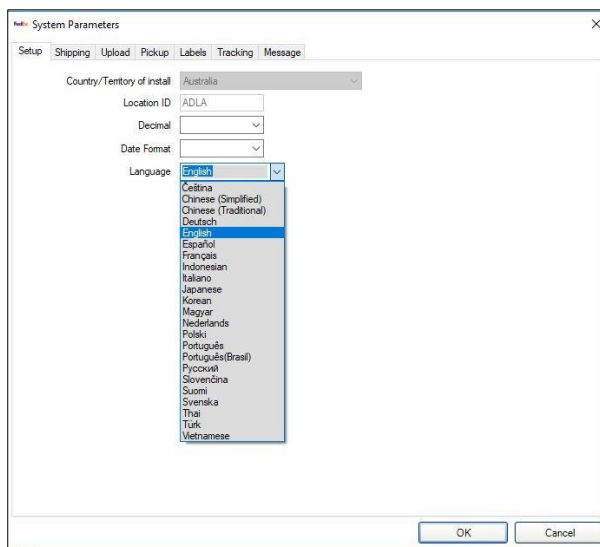 FedEx System Parameters
Setup Shipping Upload Pickup Labels Tracking Message
Country/Territory of install Australia
Location ID ADLA
Decimal
Date Format
Language English
Čeština
Chinese (Simplified)
Chinese (Traditional)
Deutsch
English
Español
Français
Indonesian
Italiano
Japanese
Korean
Magyar
Nederlands
Polski
Português
Português(Brasil)
Русский
Slovenčina
Suomi
Svenska
Thai
Türk
Vietnamese
OK Cancel